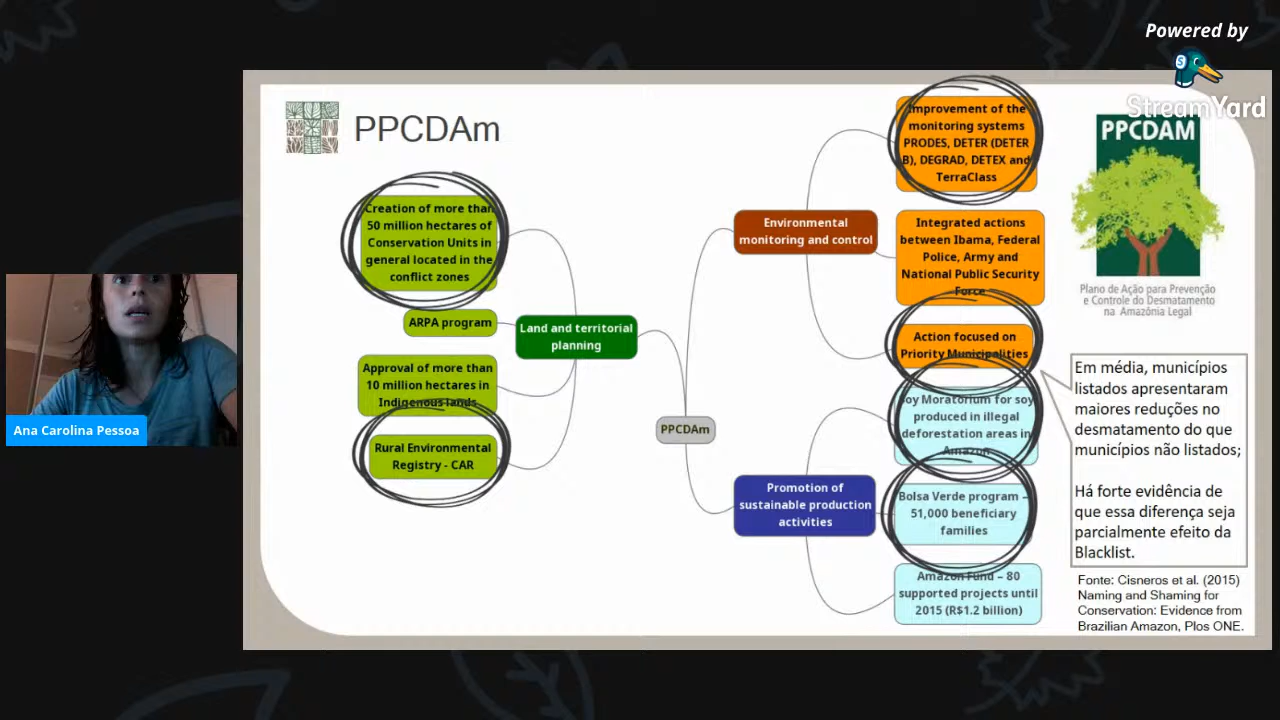 Powered by
StreamYard
PPCDAm
Creation of more than
50 million hectares of
Conservation Units in
general located in the
conflict zones
ARPA program
Approval of more than
10 million hectares in
Indigenous lands
Rural Environmental
Registry - CAR
Land and territorial
planning
PPCDAm
Environmental
monitoring and control
Promotion of
sustainable production
activities
Improvement of the
monitoring systems
PRODES, DETER (DETER
B), DEGRAD, DETEX and
TerraClass
Integrated actions
between Ibama, Federal
Police, Army and
National Public Security
Force
Action focused on
Priority Municipalities
Soy Moratorium for soy
produced in illegal
deforestation areas in
Amazon
Bolsa Verde program –
51,000 beneficiary
families
Amazon Fund – 80
supported projects until
2015 (R$1.2 billion)
PPCDAM
Plano de Ação para Prevenção
e Controle do Desmatamento
na Amazônia Legal
Em média, municípios
listados apresentaram
maiores reduções no
desmatamento do que
municípios não listados;
Há forte evidência de
que essa diferença seja
parcialmente efeito da
Blacklist.
Fonte: Cisneros et al. (2015)
Naming and Shaming for
Conservation: Evidence from
Brazilian Amazon, Plos ONE.
Ana Carolina Pessoa